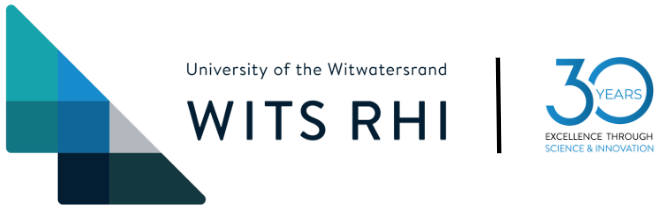 University of the Witwatersrand
WITS RHI
30
YEARS
EXCELLENCE THROUGH
SCIENCE & INNOVATION